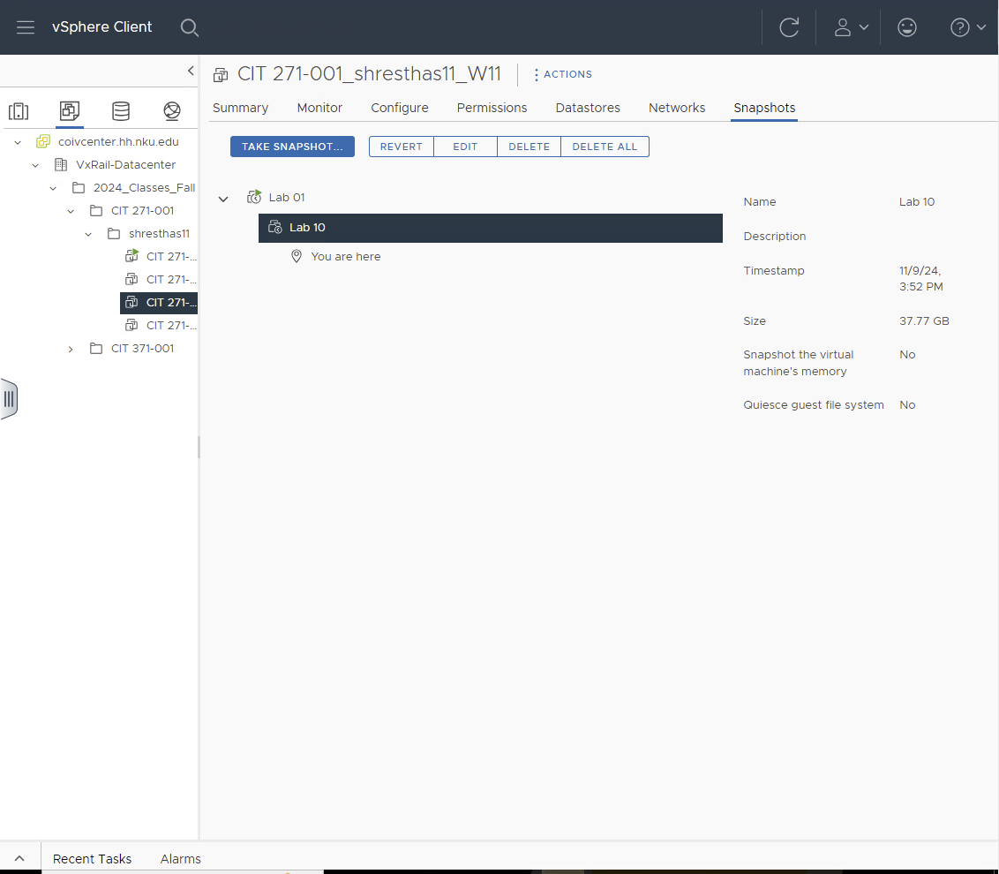 vSphere Client
CIT 271-001_shresthas11_W11
ACTIONS
Summary Monitor Configure Permissions Datastores Networks Snapshots
coivcenter.hh.nku.edu
VxRail-Datacenter
2024_Classes_Fall
CIT 271-001
shresthas11
CIT 271-...
CIT 271-...
CIT 271-...
CIT 271-...
CIT 371-001
TAKE SNAPSHOT... REVERT EDIT DELETE DELETE ALL
Lab 01
Lab 10
You are here
Name Lab 10
Description
Timestamp 11/9/24,
3:52 PM
Size 37.77 GB
Snapshot the virtual No
machine's memory
Quiesce guest file system No
Recent Tasks Alarms